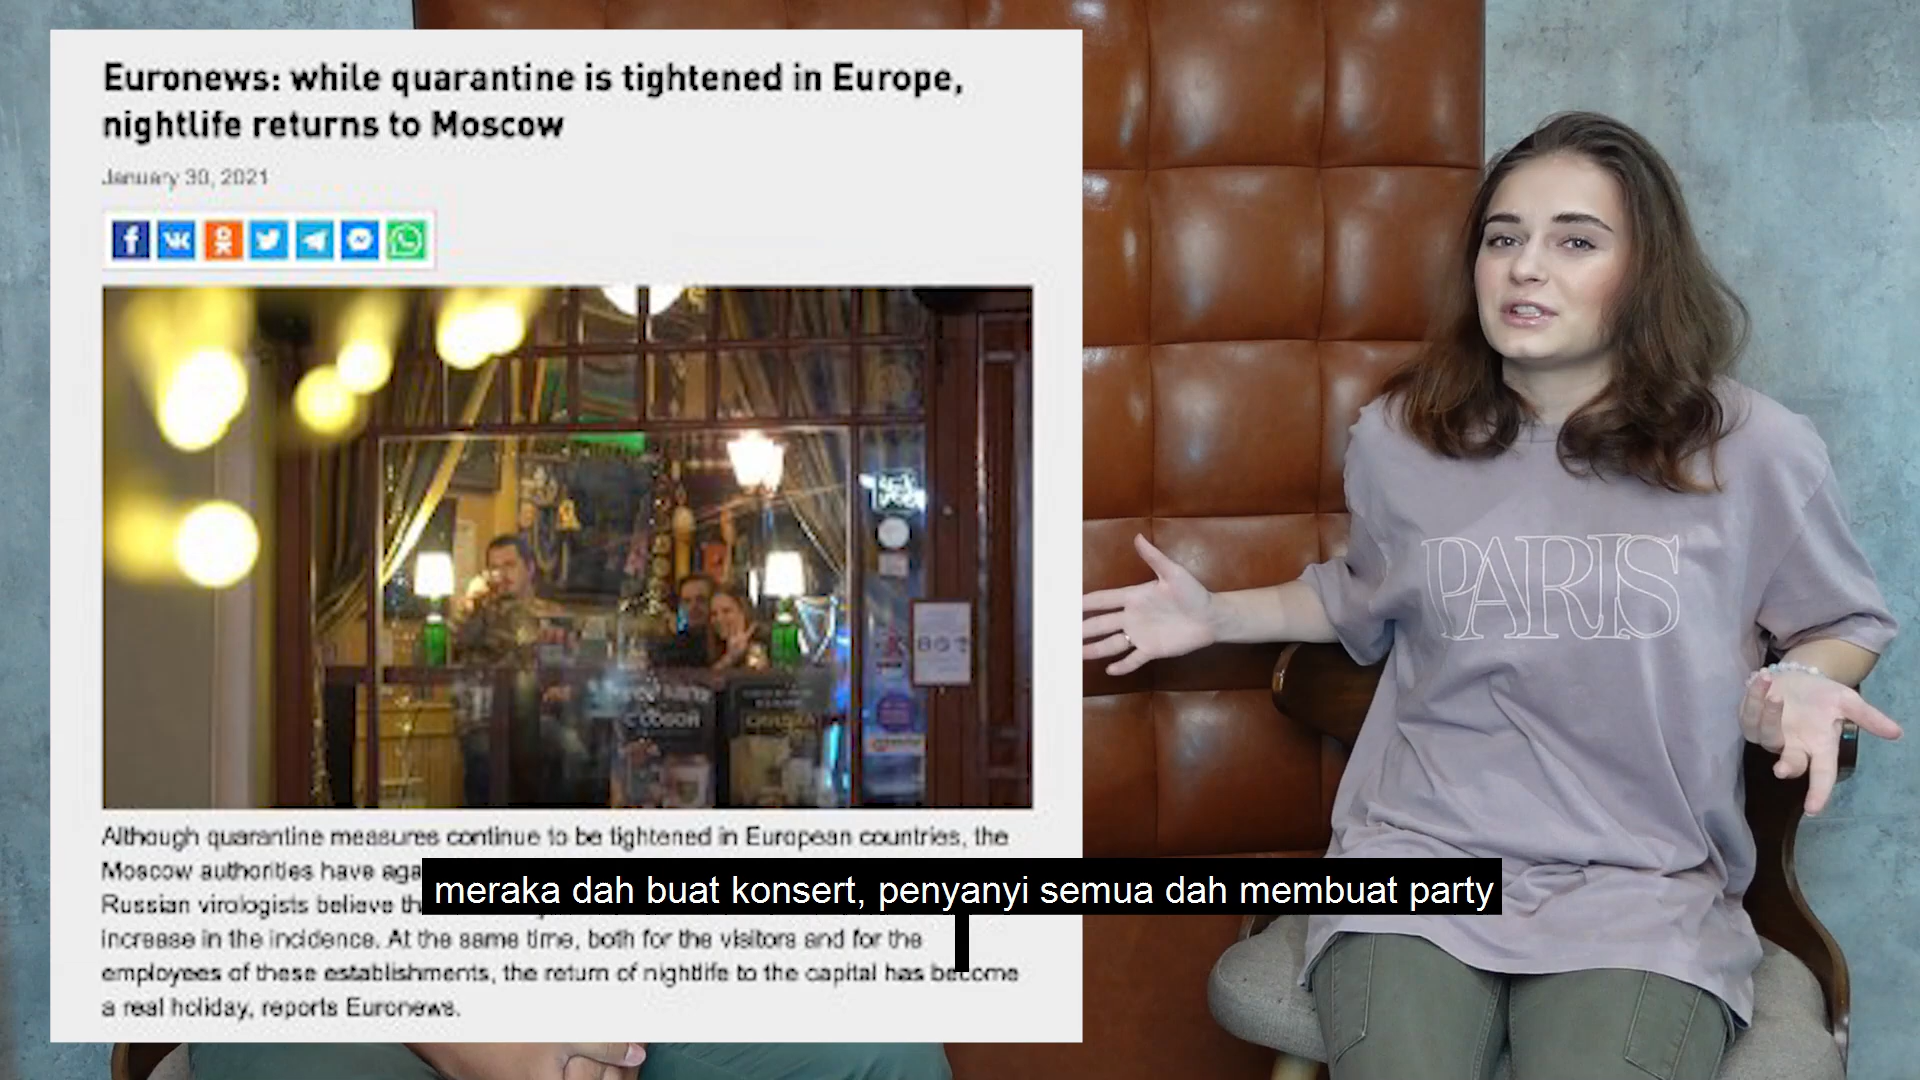 Euronews: while quarantine is tightened in Europe,
nightlife returns to Moscow
January 30, 2021
Although quarantine measures continue to be tightened in European countries, the
Moscow authorities have aga
Russian virologists believe th
increase in the incidence. At the same time, both for the visitors and for the
employees of these establishments, the return of nightlife to the capital has become
a real holiday, reports Euronews.
С СОБОЙ
PARIS
meraka dah buat konsert, penyanyi semua dah membuat party